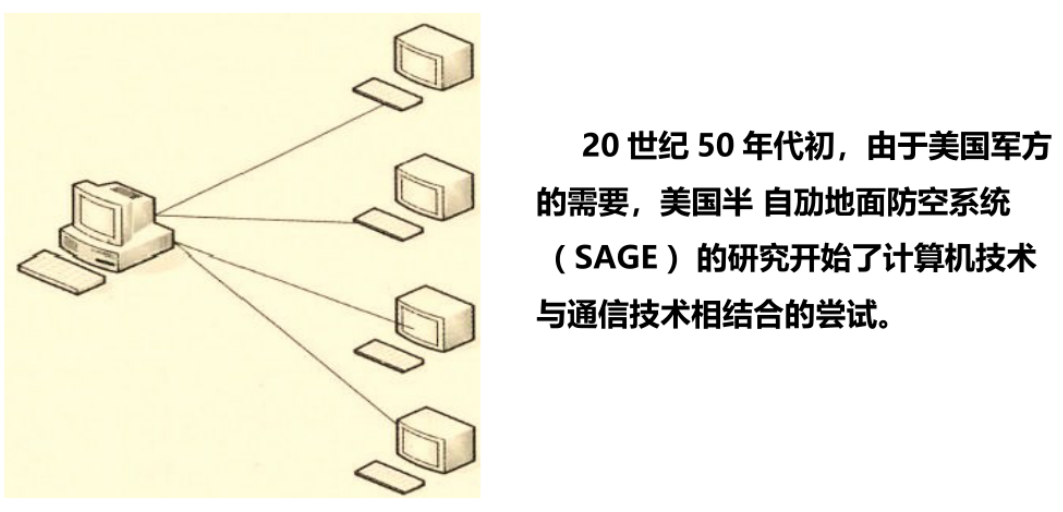 20 世纪 50 年代初，由于美国军方
的需要，美国半 自劢地面防空系统
（ SAGE ） 的研究开始了计算机技术
与通信技术相结合的尝试。